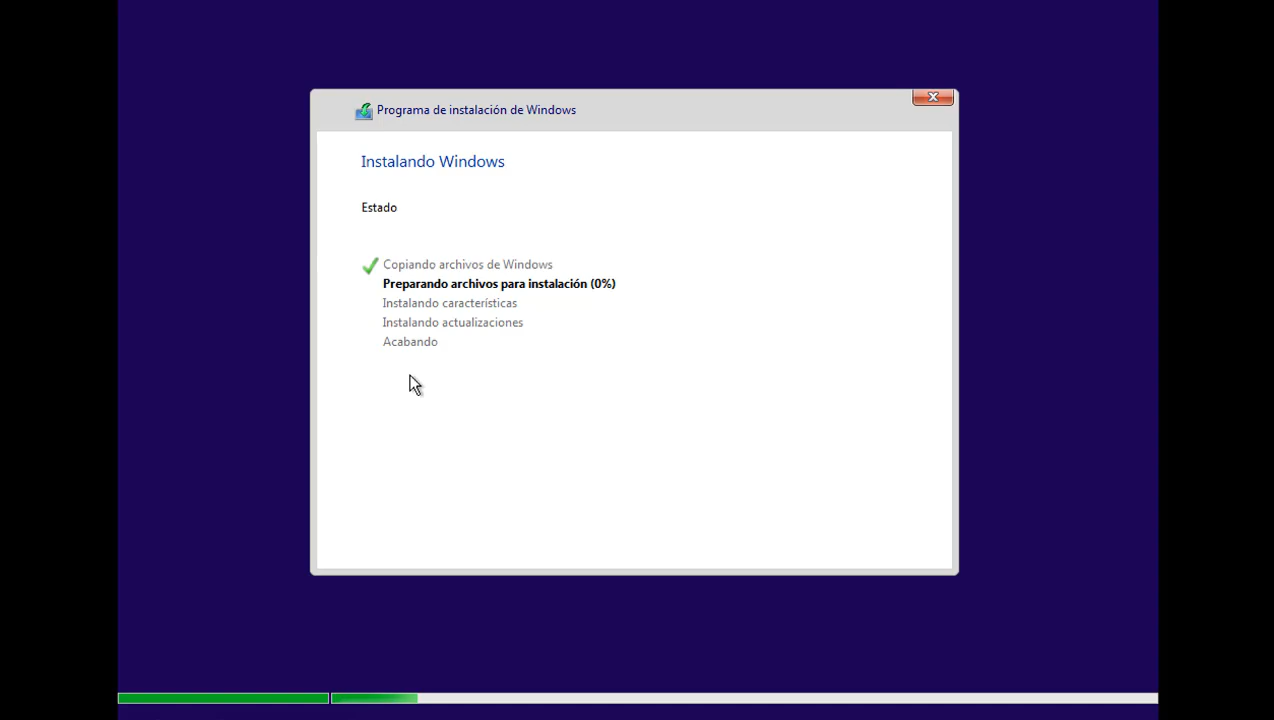 Programa de instalación de Windows
Instalando Windows
Estado
Copiando archivos de Windows
Preparando archivos para instalación (0%)
Instalando características
Instalando actualizaciones
Acabando